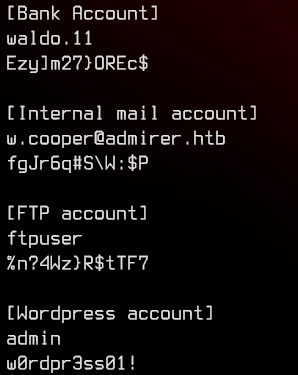 [Bank Account]
waldo.11
Ezy]m27}OREc$

[Internal mail account]
w.cooper@admirer.htb
fgJr6q#S\W:$P

[FTP account]
ftpuser
%n?4Wz}R$tTF7

[Wordpress account]
admin
w0rdpr3ss01!